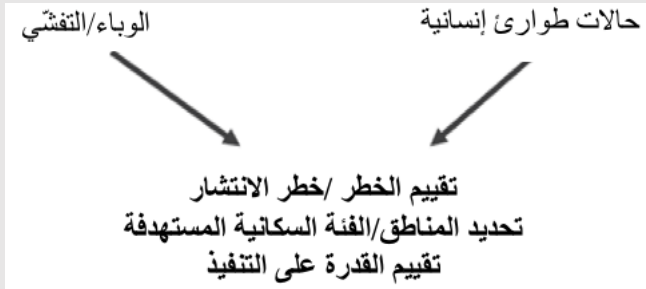 حالات طوارئ إنسانية
الوباء/التفشّي
تقييم الخطر /خطر الانتشار
تحديد المناطق/الفئة السكانية المستهدفة
تقييم القدرة على التنفيذ